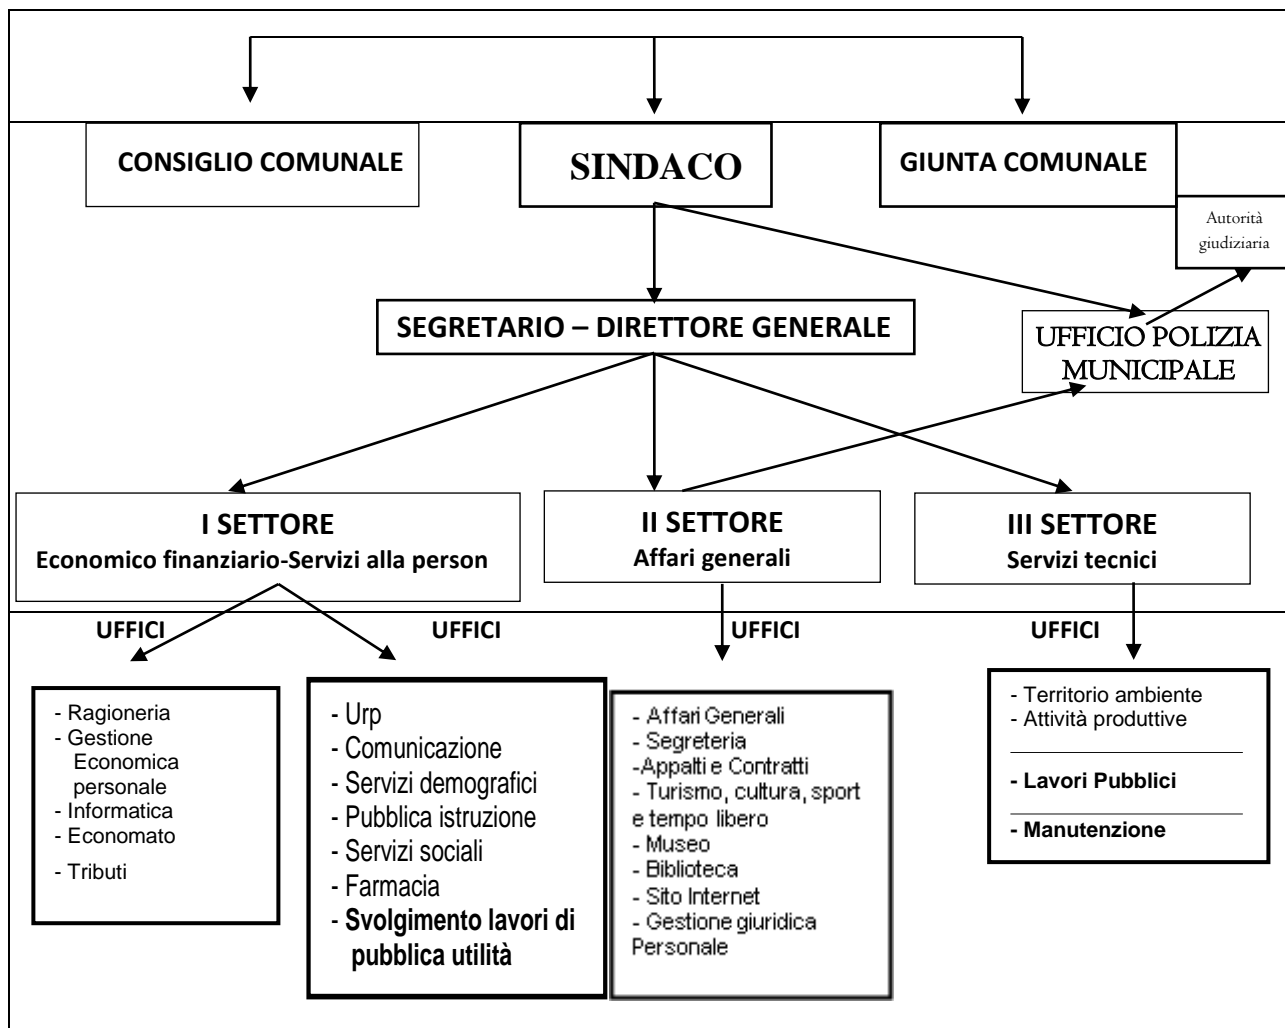 CONSIGLIO COMUNALE
SINDACO
GIUNTA COMUNALE
Autorità
giudiziaria
SEGRETARIO – DIRETTORE GENERALE
UFFICIO POLIZIA
MUNICIPALE
I SETTORE
Economico finanziario-Servizi alla person
II SETTORE
Affari generali
III SETTORE
Servizi tecnici
UFFICI
UFFICI
UFFICI
UFFICI
- Ragioneria
- Gestione
Economica
personale
- Informatica
- Economato
- Tributi
- Urp
- Comunicazione
- Servizi demografici
- Pubblica istruzione
- Servizi sociali
- Farmacia
- Svolgimento lavori di
pubblica utilità
- Affari Generali
- Segreteria
-Appalti e Contratti
- Turismo, cultura, sport
e tempo libero
- Museo
- Biblioteca
- Sito Internet
- Gestione giuridica
Personale
- Territorio ambiente
- Attività produttive
- Lavori Pubblici
- Manutenzione